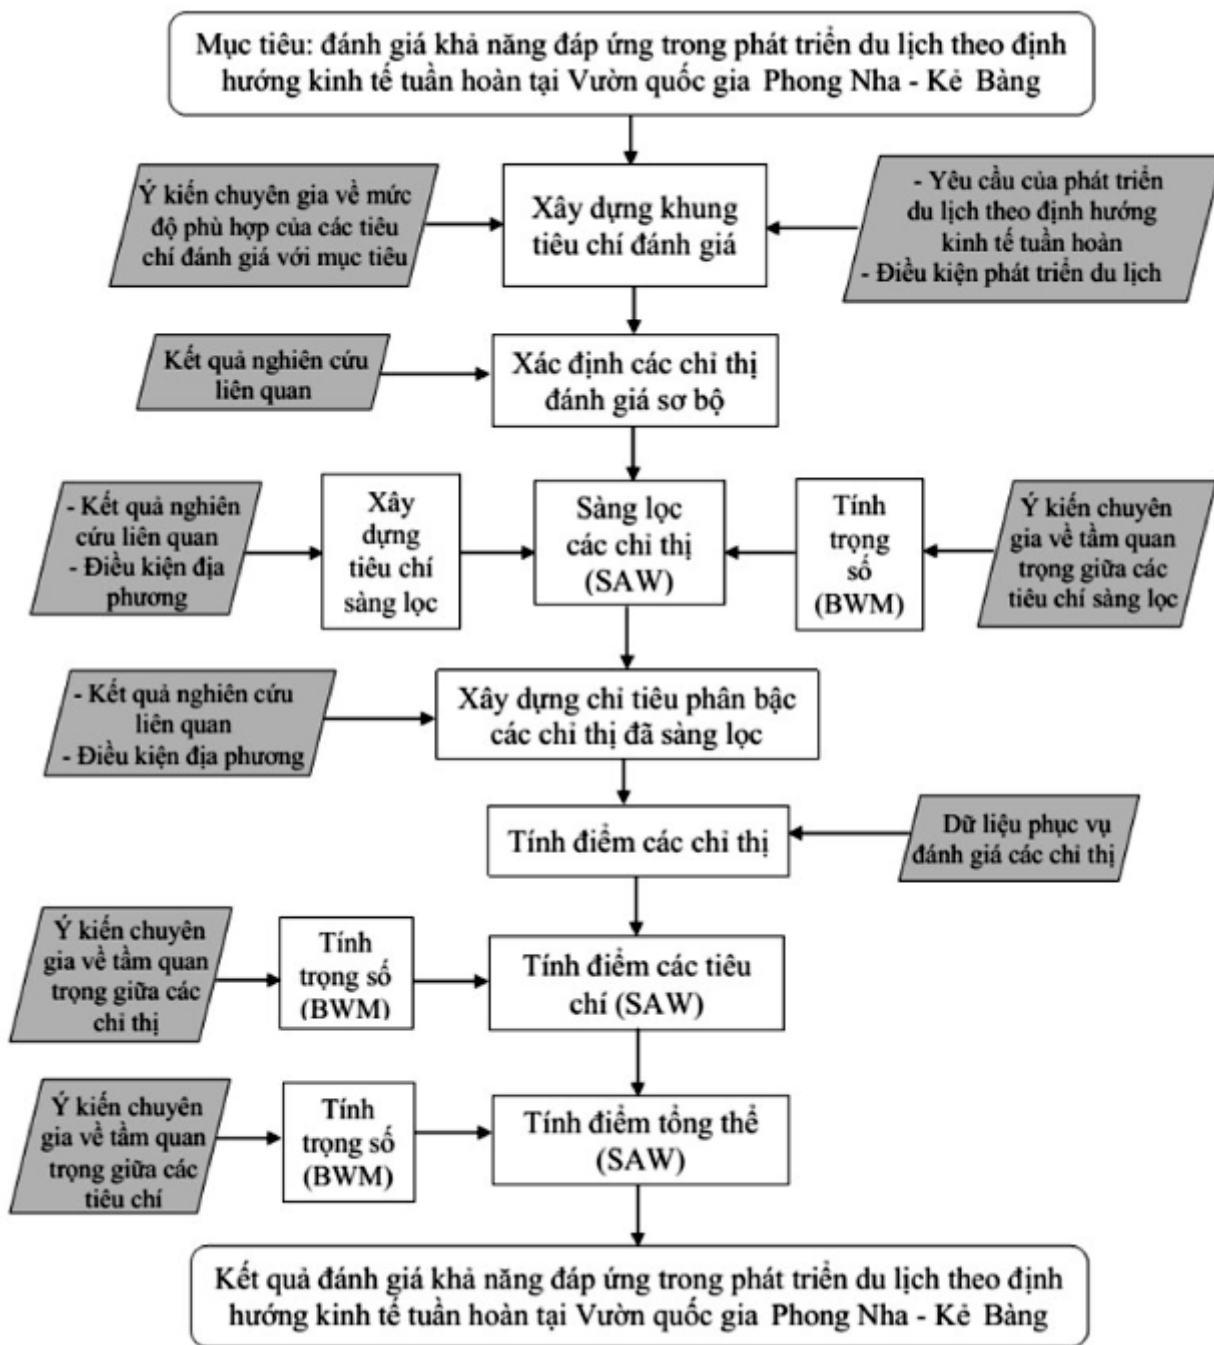 Mục tiêu: đánh giá khả năng đáp ứng trong phát triển du lịch theo định
hướng kinh tế tuần hoàn tại Vườn quốc gia Phong Nha - Kẻ Bàng
Ý kiến chuyên gia về mức
độ phù hợp của các tiêu
chí đánh giá với mục tiêu
Xây dựng khung
tiêu chí đánh giá
- Yêu cầu của phát triển
du lịch theo định hướng
kinh tế tuần hoàn
- Điều kiện phát triển du lịch
Kết quả nghiên cứu
liên quan
Xác định các chỉ thị
đánh giá sơ bộ
- Kết quả nghiên
cứu liên quan
- Điều kiện địa
phương
Xây
dựng
tiêu chí
sàng lọc
Sàng lọc
các chỉ thị
(SAW)
Tính
trọng
số
(BWM)
Ý kiến chuyên
gia về tầm quan
trọng giữa các
tiêu chí sàng lọc
- Kết quả nghiên cứu
liên quan
- Điều kiện địa phương
Xây dựng chỉ tiêu phân bậc
các chỉ thị đã sàng lọc
Tính điểm các chỉ thị
Dữ liệu phục vụ
đánh giá các chỉ thị
Ý kiến chuyên
gia về tầm quan
trọng giữa các
chỉ thị
Tính
trọng số
(BWM)
Tính điểm các tiêu
chí (SAW)
Ý kiến chuyên
gia về tầm quan
trọng giữa các
tiêu chí
Tính
trọng số
(BWM)
Tính điểm tổng thể
(SAW)
Kết quả đánh giá khả năng đáp ứng trong phát triển du lịch theo định
hướng kinh tế tuần hoàn tại Vườn quốc gia Phong Nha - Kẻ Bàng